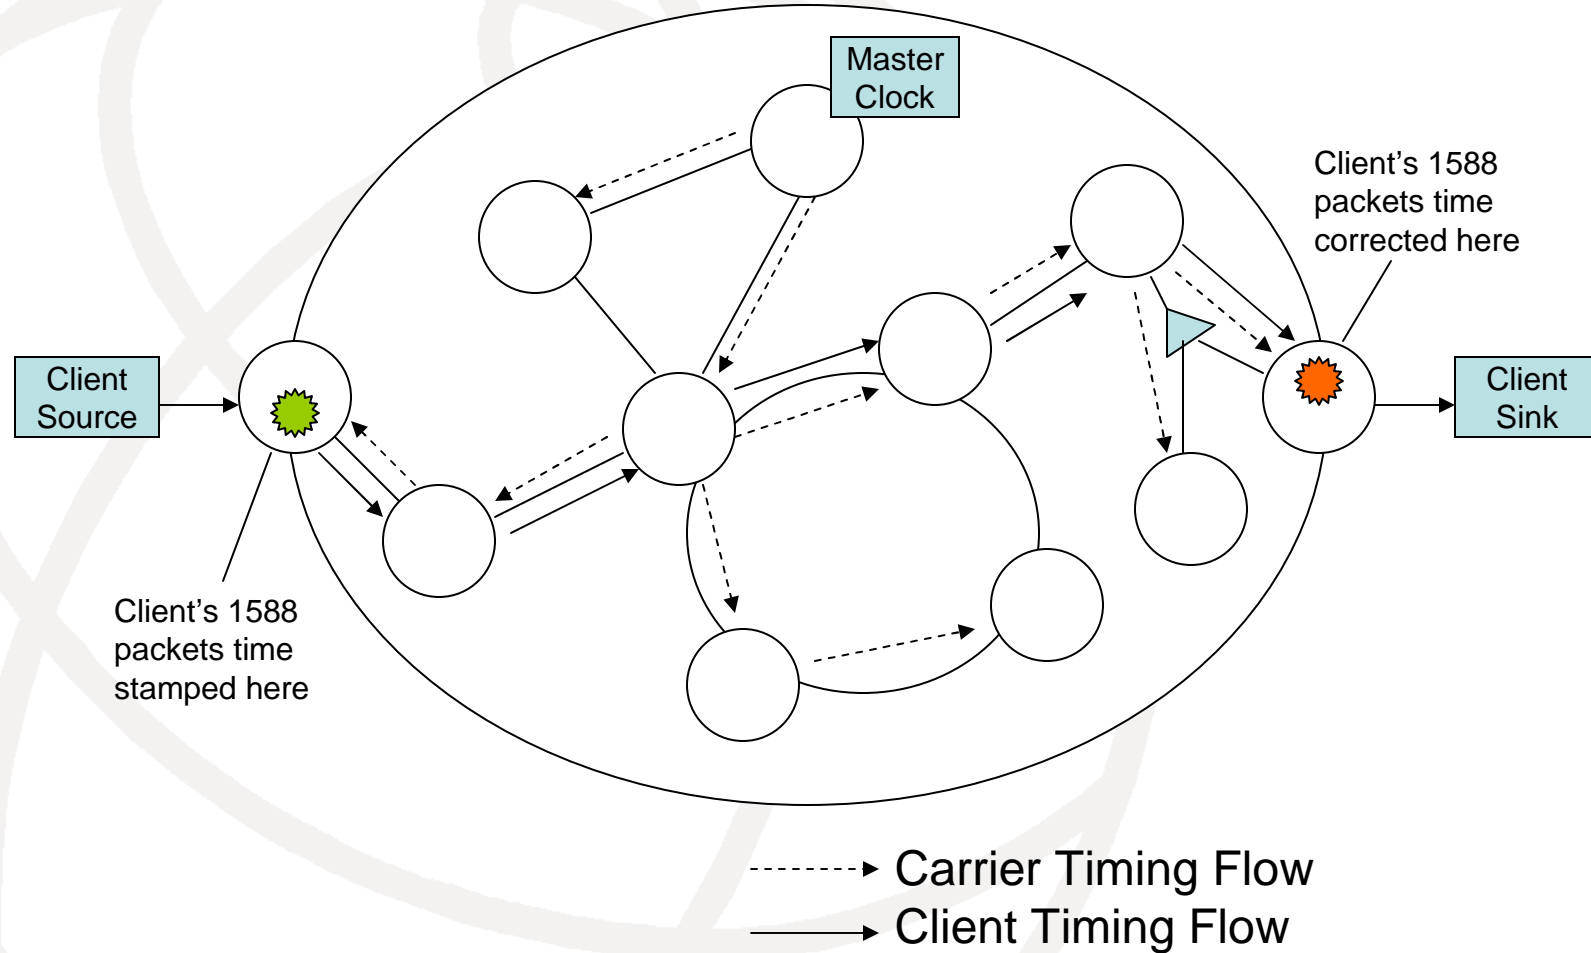 Master
Clock
Client's 1588
packets time
corrected here
Client
Source
Client
Sink
Client's 1588
packets time
stamped here
Carrier Timing Flow
Client Timing Flow